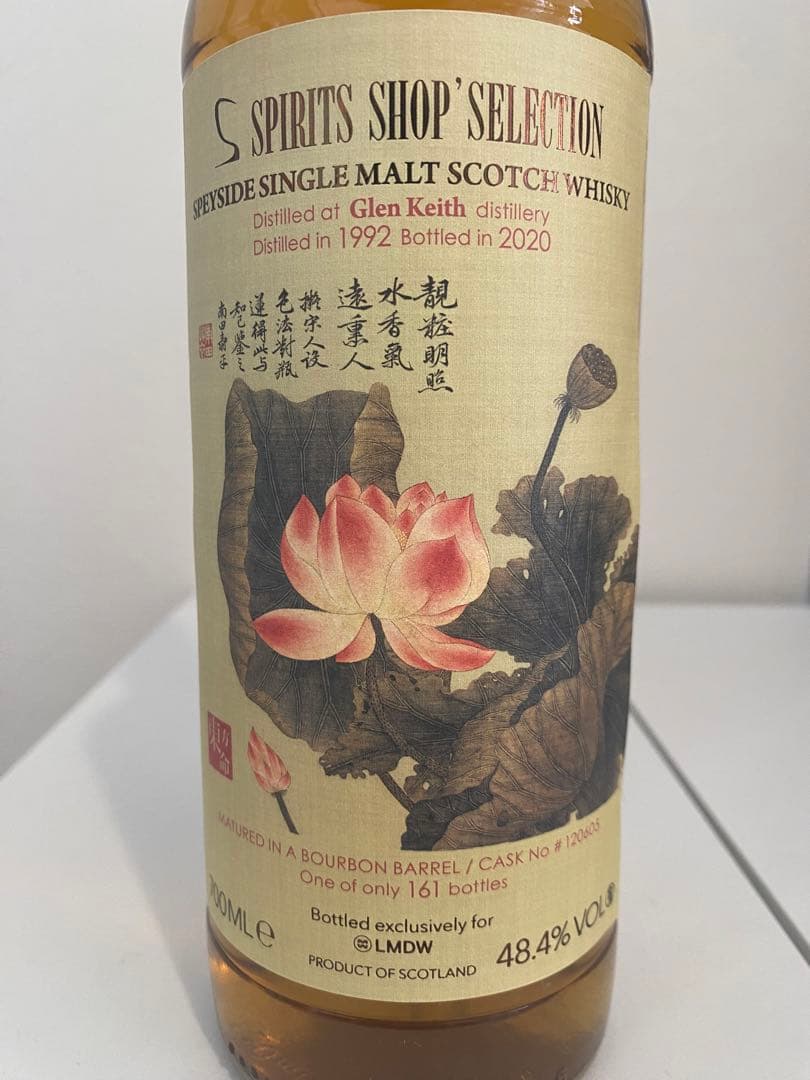 SPIRITS SHOP' SELECTION
SPEYSIDE SINGLE MALT SCOTCH WHISKY
Distilled at Glen Keith distillery
Distilled in 1992 Bottled in 2020
靚粧明照
水香氣
遠熏人
擬宋人设
色法對瓶
蓮得此与
知己鑒之
南田壽平
MATURED IN A BOURBON BARREL / CASK No # 120605
One of only 161 bottles
700ML ℮
Bottled exclusively for
LMDW
PRODUCT OF SCOTLAND
48.4% VOL